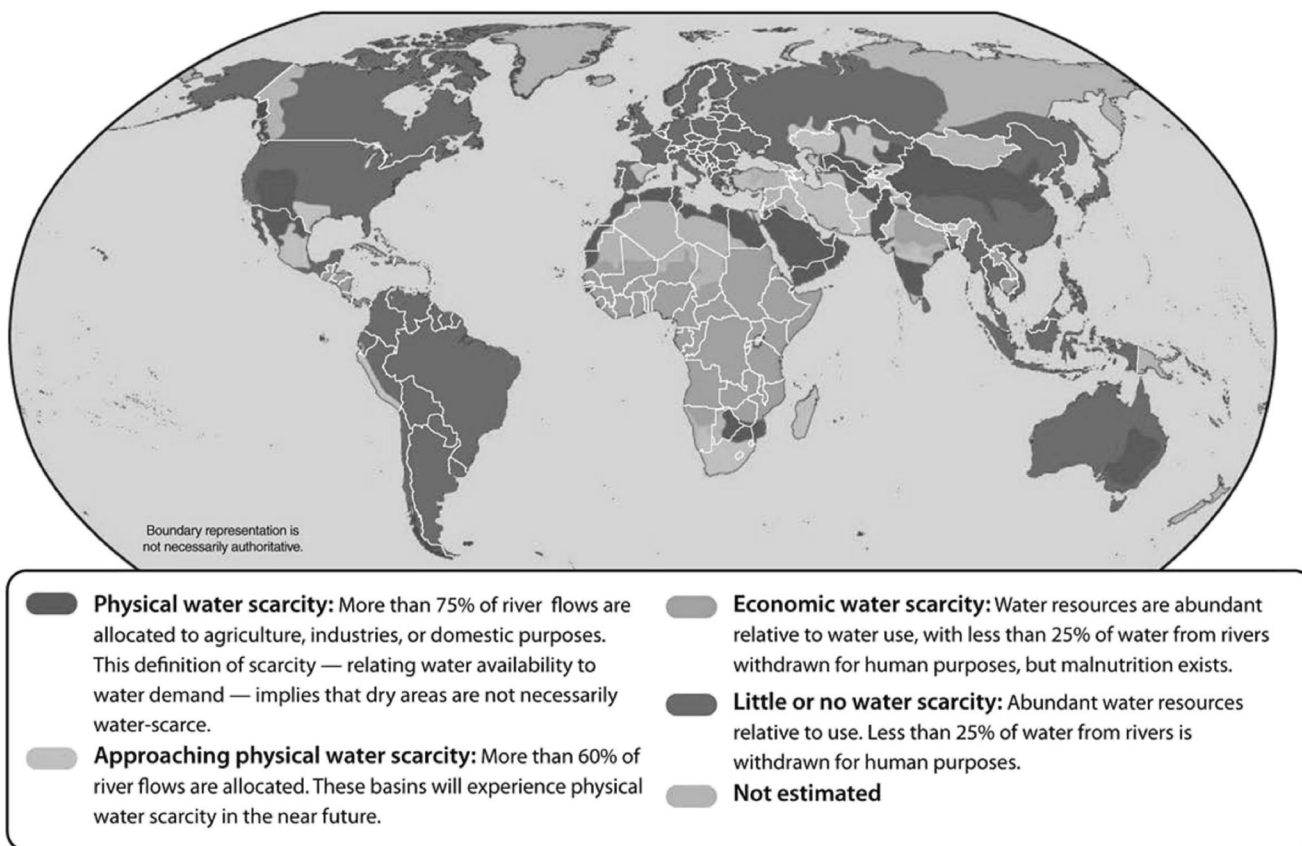 Boundary representation is
not necessarily authoritative.
Physical water scarcity: More than 75% of river flows are
allocated to agriculture, industries, or domestic purposes.
This definition of scarcity — relating water availability to
water demand — implies that dry areas are not necessarily
water-scarce.
Approaching physical water scarcity: More than 60% of
river flows are allocated. These basins will experience physical
water scarcity in the near future.
Economic water scarcity: Water resources are abundant
relative to water use, with less than 25% of water from rivers
withdrawn for human purposes, but malnutrition exists.
Little or no water scarcity: Abundant water resources
relative to use. Less than 25% of water from rivers is
withdrawn for human purposes.
Not estimated